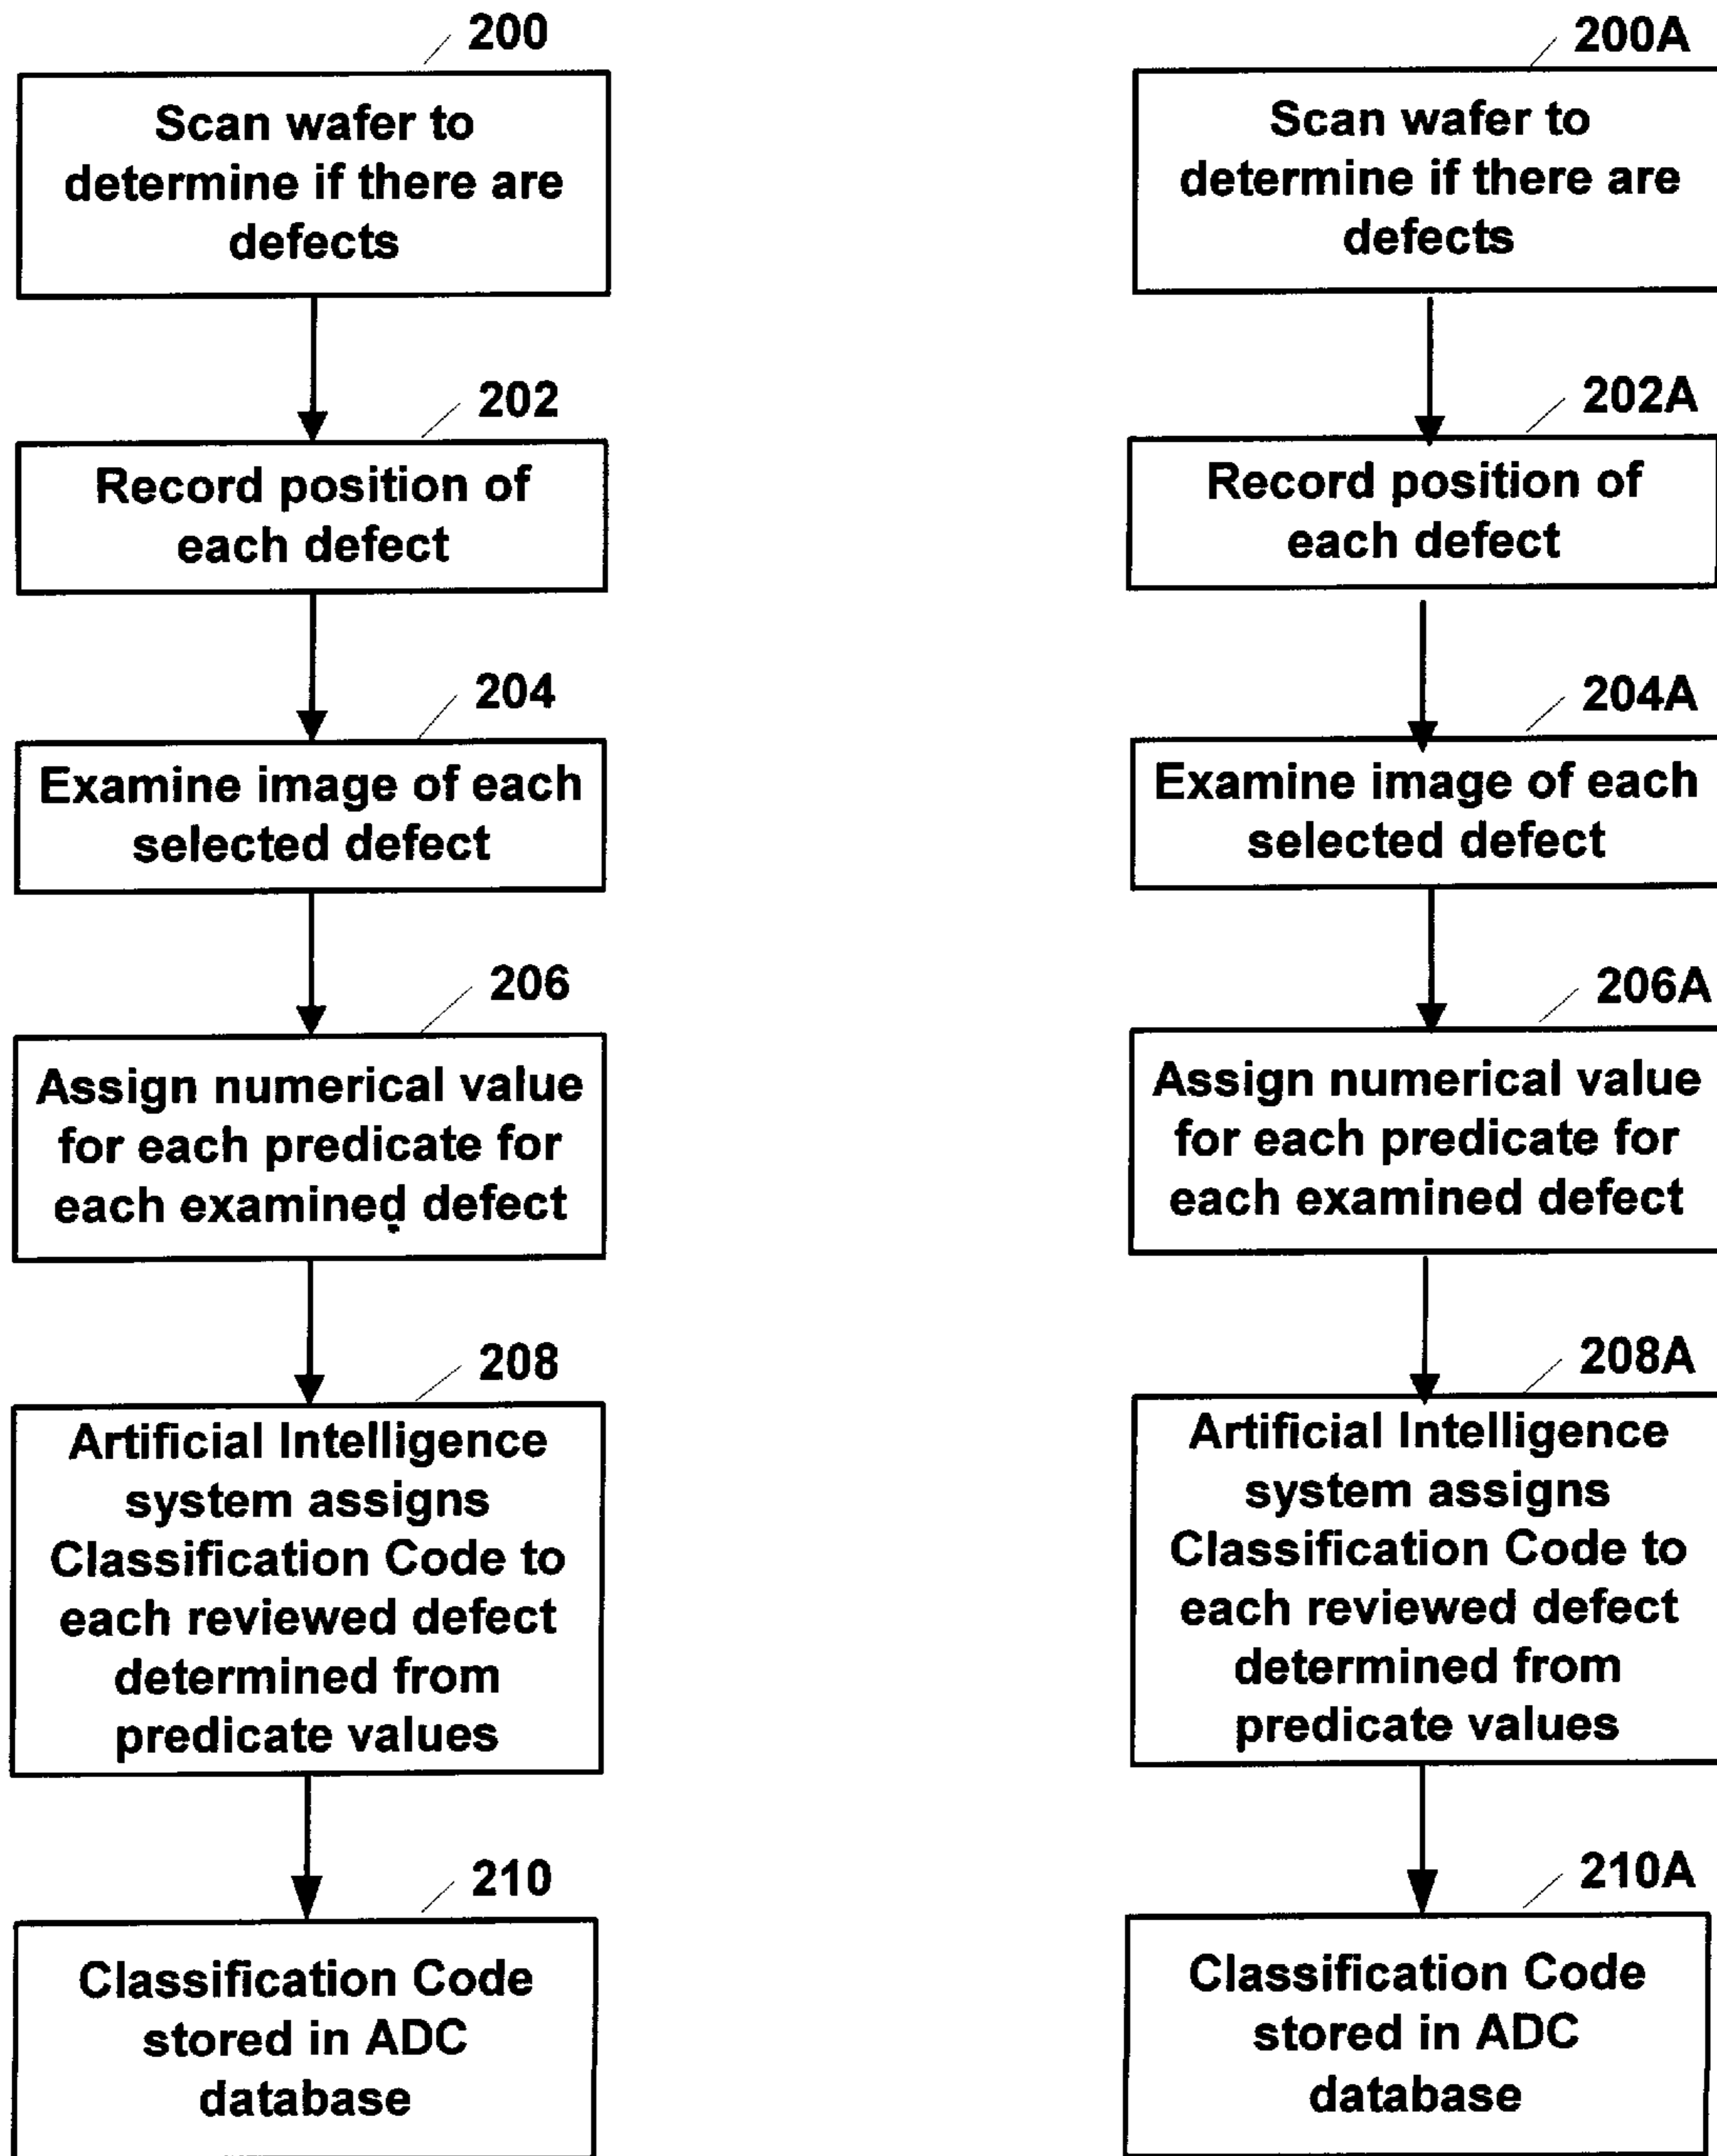 200
Scan wafer to
determine if there are
defects
202
Record position of
each defect
204
Examine image of each
selected defect
206
Assign numerical value
for each predicate for
each examined defect
208
Artificial Intelligence
system assigns
Classification Code to
each reviewed defect
determined from
predicate values
210
Classification Code
stored in ADC
database
200A
Scan wafer to
determine if there are
defects
202A
Record position of
each defect
204A
Examine image of each
selected defect
206A
Assign numerical value
for each predicate for
each examined defect
208A
Artificial Intelligence
system assigns
Classification Code to
each reviewed defect
determined from
predicate values
210A
Classification Code
stored in ADC
database